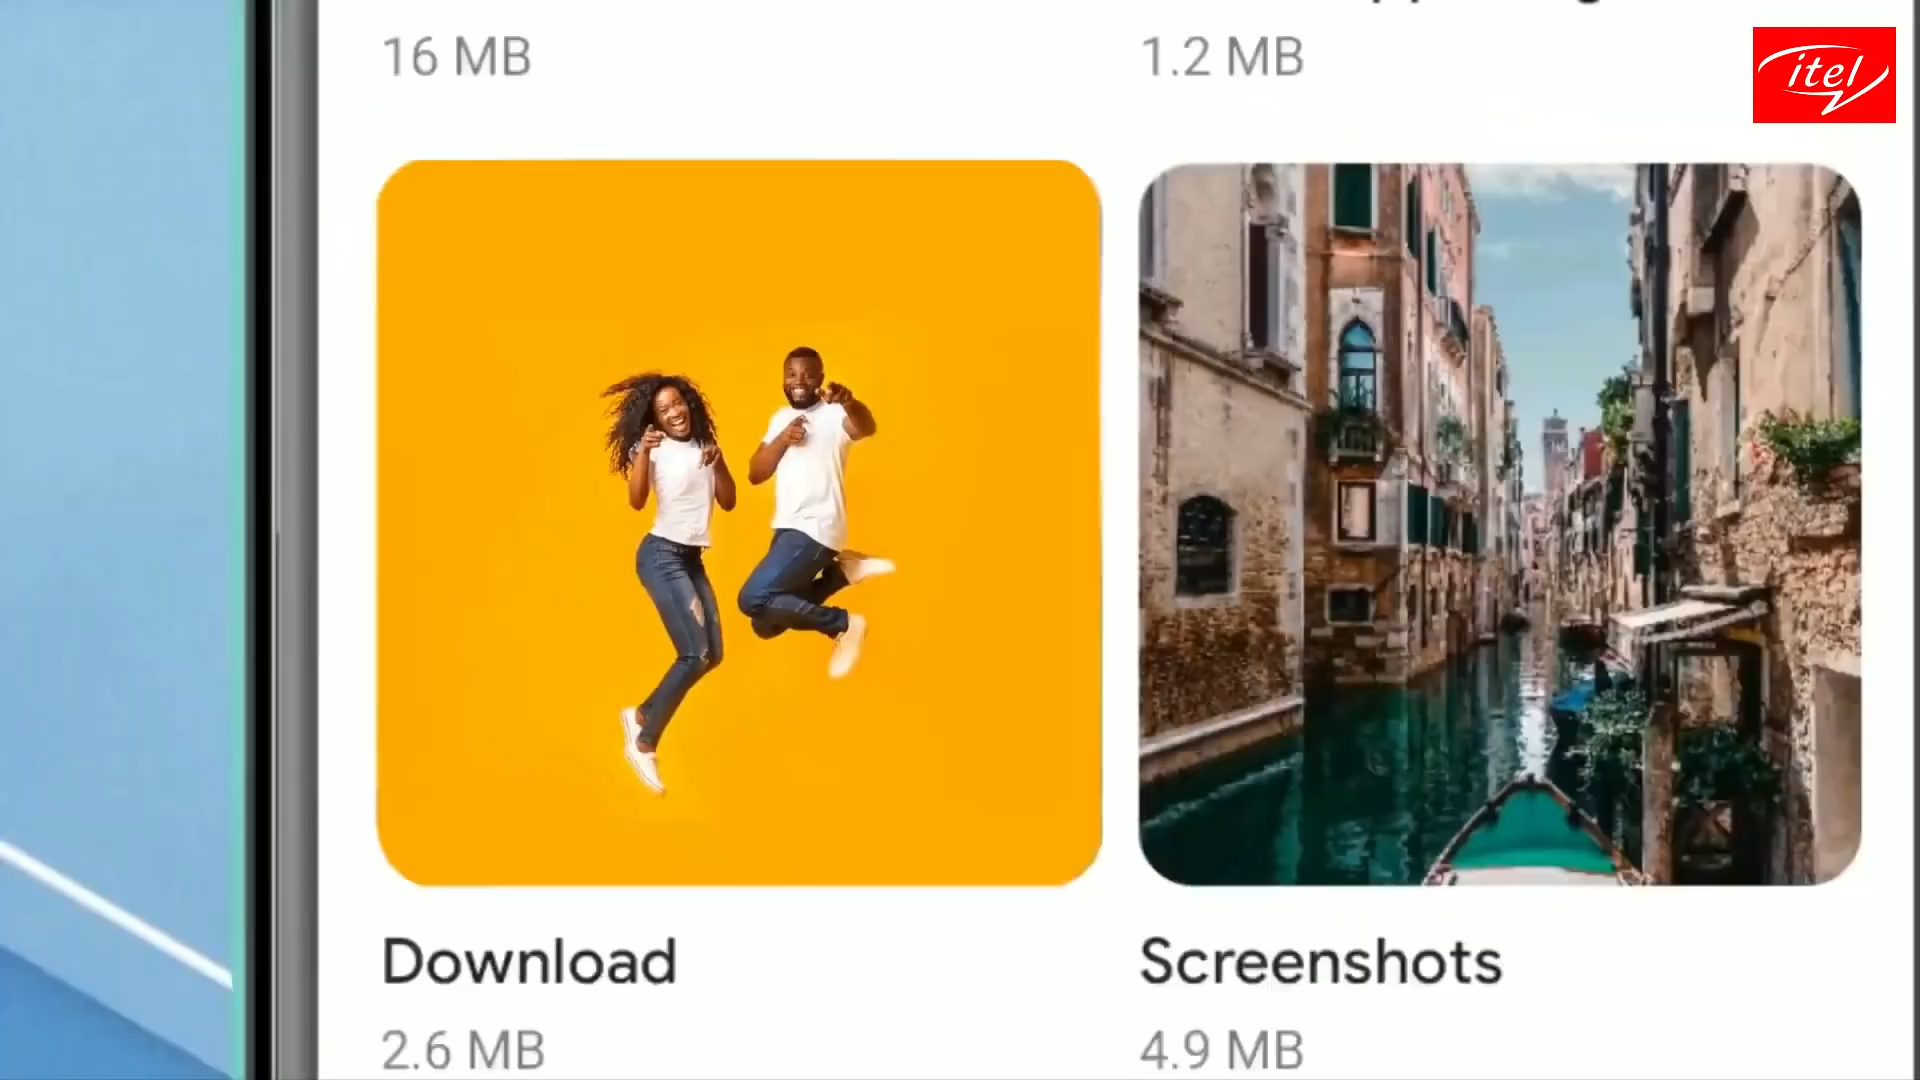 16 MB
1.2 MB
itel
Download
Screenshots
2.6 MB
4.9 MB